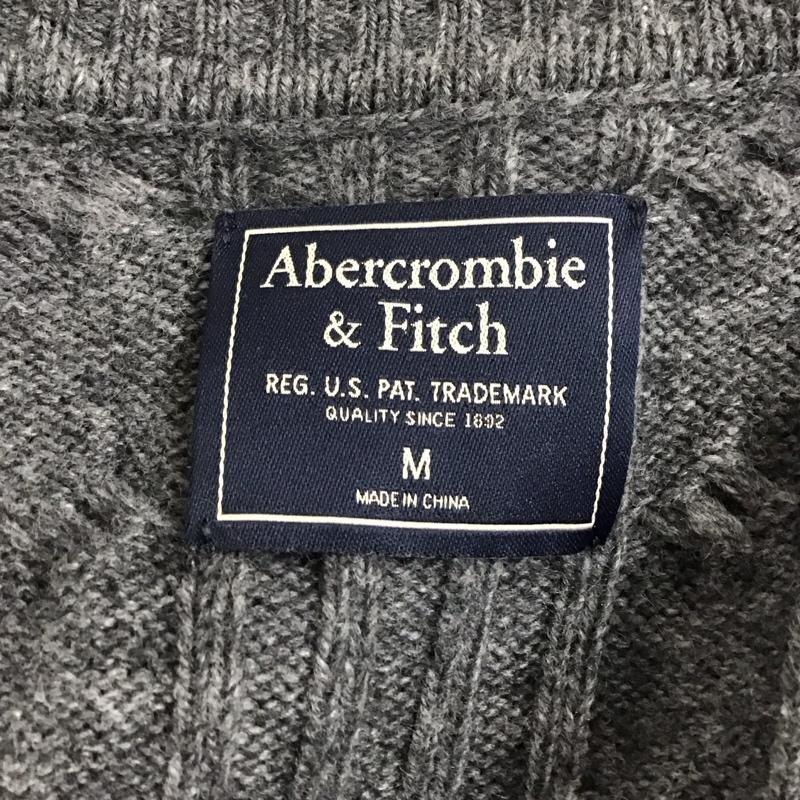 Abercrombie
& Fitch
REG. U.S. PAT. TRADEMARK
QUALITY SINCE 1892
M
MADE IN CHINA